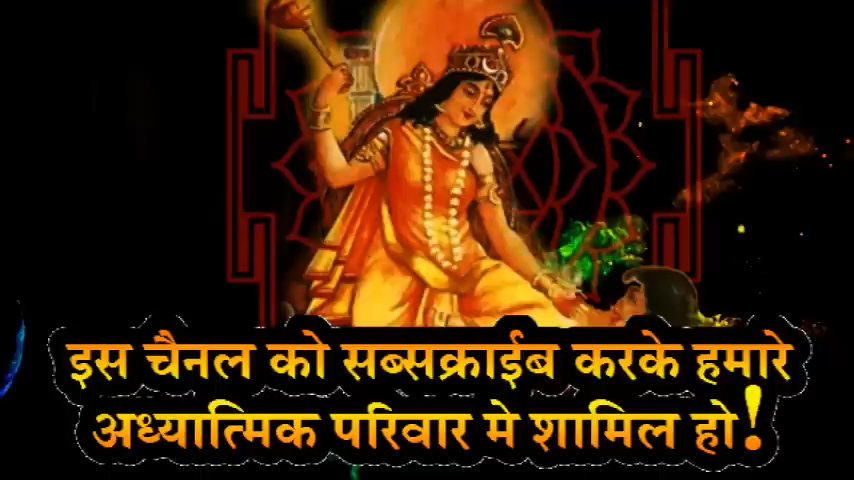 इस चैनल को सब्सक्राईब करके हमारे
अध्यात्मिक परिवार मे शामिल हो!